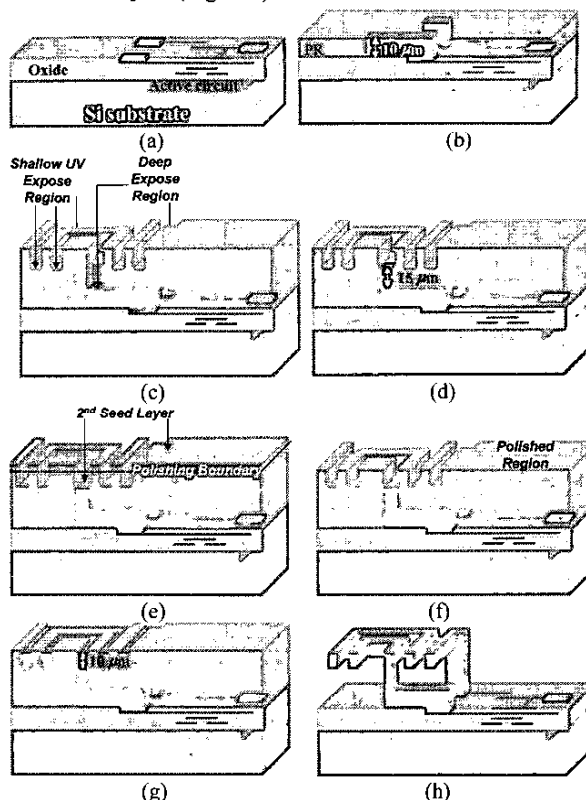 Oxide
Active circuit
Si substrate
(a)
PR
10 μm
(b)
Shallow UV
Expose
Region
Deep
Expose
Region
(c)
15 μm
(d)
2nd Seed Layer
Polishing Boundary
(e)
Polished
Region
(f)
10 μm
(g)
(h)